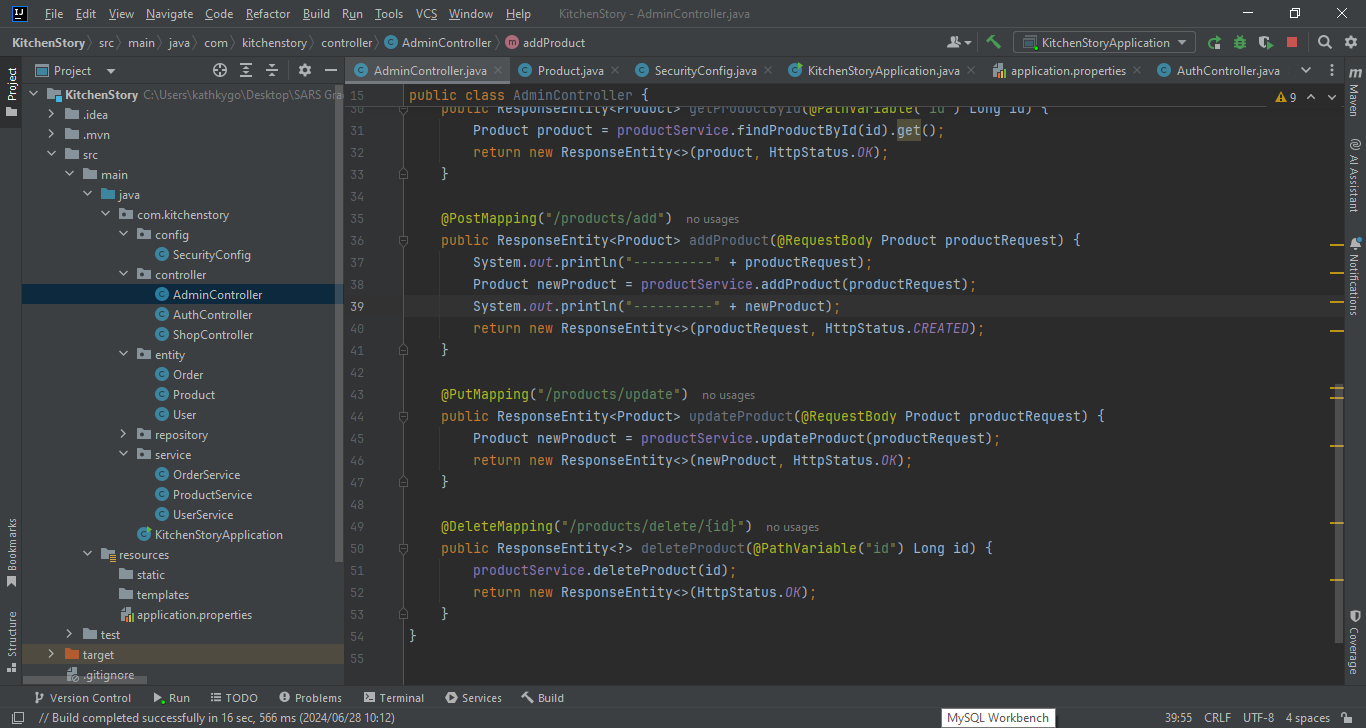 File Edit View Navigate Code Refactor Build Run Tools VCS Window Help KitchenStory - AdminController.java
KitchenStory src main java com kitchenstory controller AdminController addProduct KitchenStoryApplication
Project AdminController.java Product.java SecurityConfig.java KitchenStoryApplication.java application.properties AuthController.java
Project
KitchenStory C:\Users\kathkygo\Desktop\SARS Gra
.idea
.mvn
src
main
java
com.kitchenstory
config
SecurityConfig
controller
AdminController
AuthController
ShopController
entity
Order
Product
User
repository
service
OrderService
ProductService
UserService
KitchenStoryApplication
resources
static
templates
application.properties
test
target
.gitignore
Bookmarks
Structure
15 public class AdminController {
9
30 public ResponseEntity<Product> getProductById(@PathVariable("id") Long id) {
31 Product product = productService.findProductById(id).get();
32 return new ResponseEntity<>(product, HttpStatus.OK);
33 }
34
35 @PostMapping("/products/add") no usages
36 public ResponseEntity<Product> addProduct(@RequestBody Product productRequest) {
37 System.out.println("----------" + productRequest);
38 Product newProduct = productService.addProduct(productRequest);
39 System.out.println("----------" + newProduct);
40 return new ResponseEntity<>(productRequest, HttpStatus.CREATED);
41 }
42
43 @PutMapping("/products/update") no usages
44 public ResponseEntity<Product> updateProduct(@RequestBody Product productRequest) {
45 Product newProduct = productService.updateProduct(productRequest);
46 return new ResponseEntity<>(newProduct, HttpStatus.OK);
47 }
48
49 @DeleteMapping("/products/delete/{id}") no usages
50 public ResponseEntity<?> deleteProduct(@PathVariable("id") Long id) {
51 productService.deleteProduct(id);
52 return new ResponseEntity<>(HttpStatus.OK);
53 }
54 }
55
Maven
AI Assistant
Notifications
Coverage
Version Control Run TODO Problems Terminal Services Build
// Build completed successfully in 16 sec, 566 ms (2024/06/28 10:12) MySQL Workbench 39:55 CRLF UTF-8 4 spaces